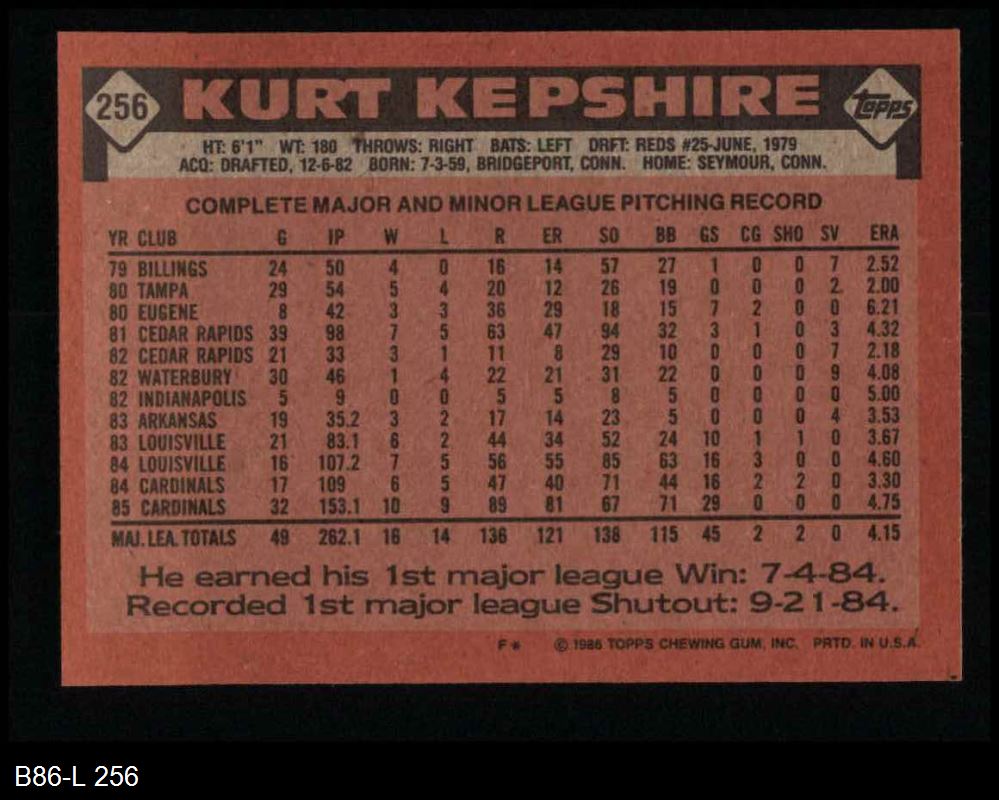 256 KURT KEPSHIRE Topps
HT: 6'1" WT: 180 THROWS: RIGHT BATS: LEFT DRFT: REDS #25-JUNE, 1979
ACQ: DRAFTED, 12-6-82 BORN: 7-3-59, BRIDGEPORT, CONN. HOME: SEYMOUR, CONN.
COMPLETE MAJOR AND MINOR LEAGUE PITCHING RECORD
YR CLUB G IP W L R ER SO BB GS CG SHO SV ERA
79 BILLINGS 24 50 4 0 16 14 57 27 1 0 0 7 2.52
80 TAMPA 29 54 5 4 20 12 26 19 0 0 0 2 2.00
80 EUGENE 8 42 3 3 36 29 18 15 7 2 0 0 6.21
81 CEDAR RAPIDS 39 98 7 5 63 47 94 32 3 1 0 3 4.32
82 CEDAR RAPIDS 21 33 3 1 11 8 29 10 0 0 0 7 2.18
82 WATERBURY 30 46 1 4 22 21 31 22 0 0 0 9 4.08
82 INDIANAPOLIS 5 9 0 0 5 5 8 5 0 0 0 0 5.00
83 ARKANSAS 19 35.2 3 2 17 14 23 5 0 0 0 4 3.53
83 LOUISVILLE 21 83.1 6 2 44 34 52 24 10 1 1 0 3.67
84 LOUISVILLE 16 107.2 7 5 56 55 85 63 16 3 0 0 4.60
84 CARDINALS 17 109 6 5 47 40 71 44 16 2 2 0 3.30
85 CARDINALS 32 153.1 10 9 89 81 67 71 29 0 0 0 4.75
MAJ. LEA. TOTALS 49 262.1 16 14 136 121 138 115 45 2 2 0 4.15
He earned his 1st major league Win: 7-4-84.
Recorded 1st major league Shutout: 9-21-84.
F* © 1986 TOPPS CHEWING GUM, INC. PRTD. IN U.S.A.
B86-L 256